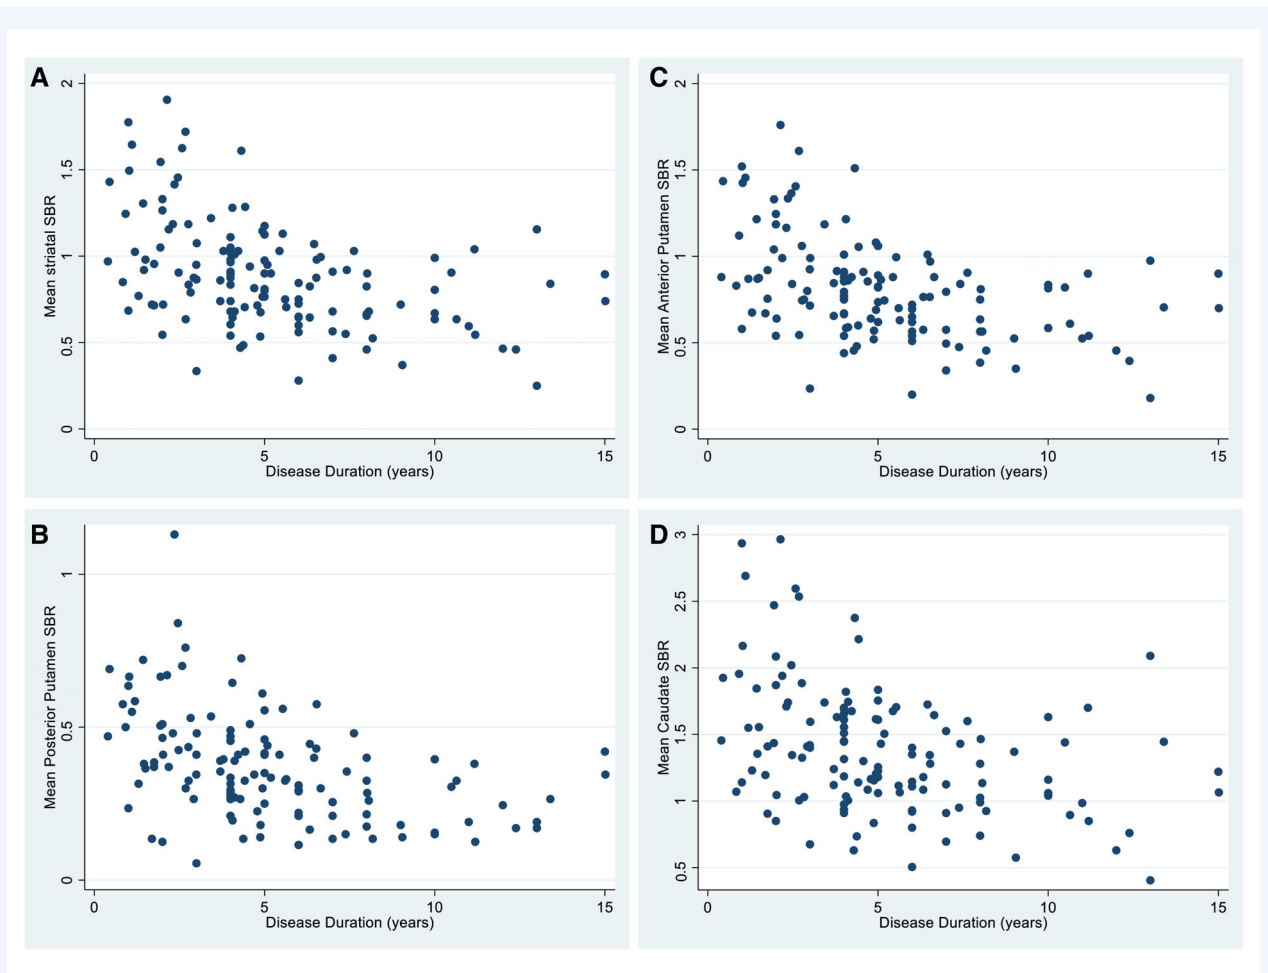 A
Mean striatal SBR
2
1.5
1
0.5
0
0 5 10 15
Disease Duration (years)
C
Mean Anterior Putamen SBR
2
1.5
1
0.5
0
0 5 10 15
Disease Duration (years)
B
Mean Posterior Putamen SBR
1
0.5
0
0 5 10 15
Disease Duration (years)
D
Mean Caudate SBR
3
2.5
2
1.5
1
0.5
0 5 10 15
Disease Duration (years)